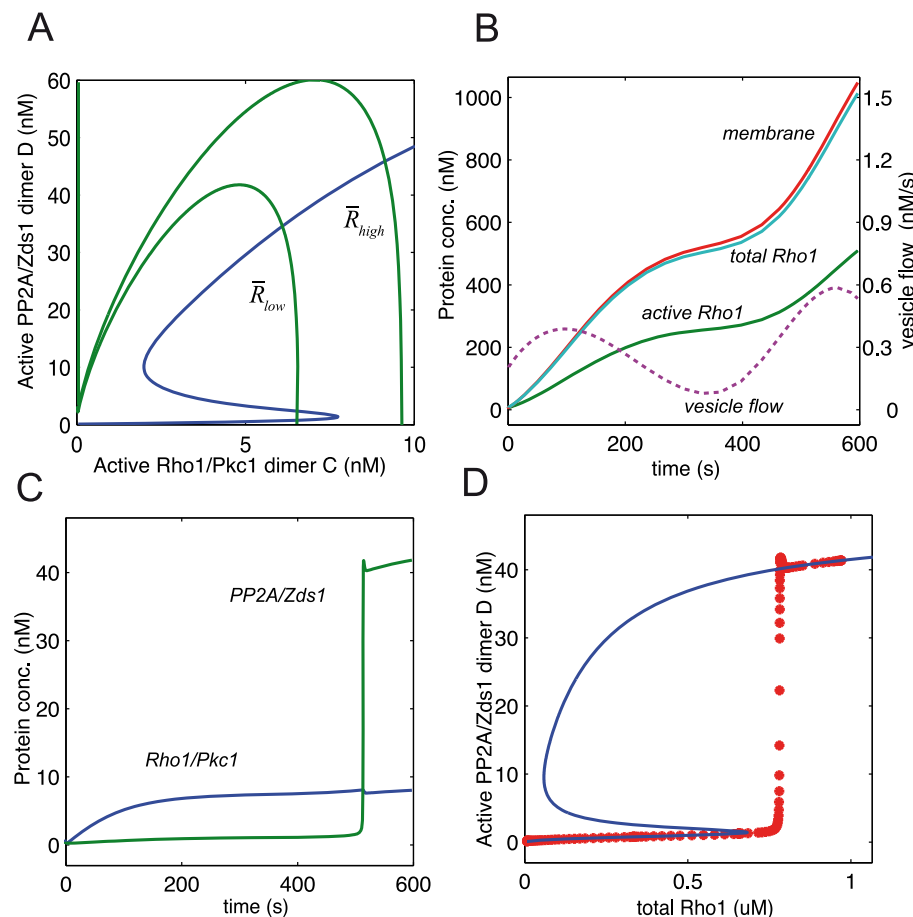 A
Active PP2A/Zds1 dimer D (nM)
60
50
40
30
20
10
0
R̅high
R̅low
0
5
10
Active Rho1/Pkc1 dimer C (nM)
B
Protein conc. (nM)
1000
800
600
400
200
0
membrane
total Rho1
active Rho1
vesicle flow
1.5
1.2
0.9
0.6
0.3
0
vesicle flow (nM/s)
0
200
400
600
time (s)
C
Protein conc. (nM)
40
30
20
10
0
PP2A/Zds1
Rho1/Pkc1
0
200
400
600
time (s)
D
Active PP2A/Zds1 dimer D (nM)
40
30
20
10
0
0
0.5
1
total Rho1 (uM)